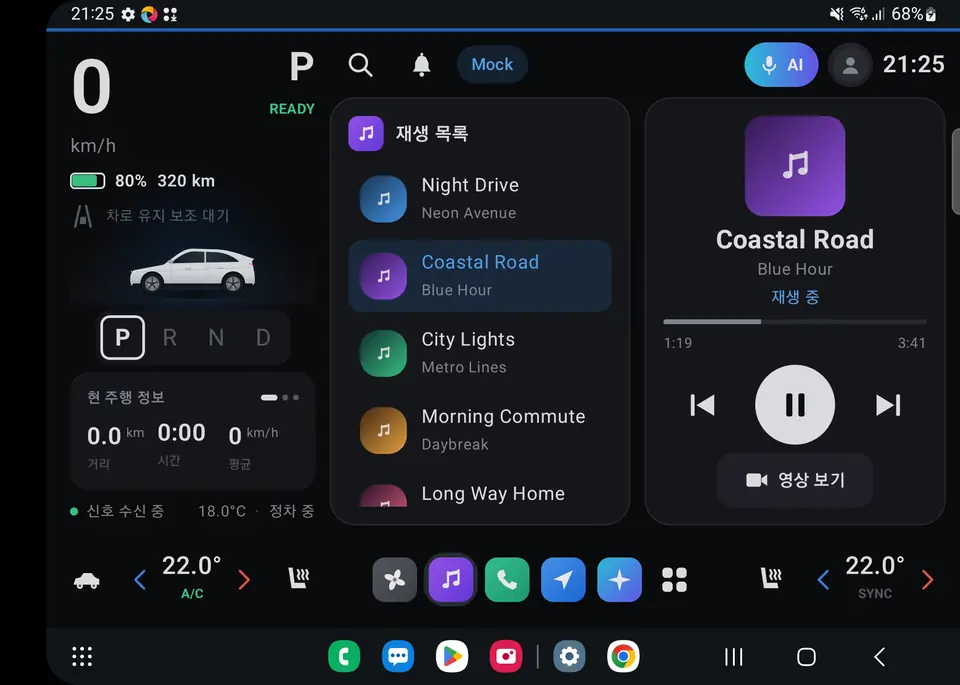 21:25
68%
0
P
READY
km/h
80% 320 km
차로 유지 보조 대기
P R N D
현 주행 정보
0.0 km 0:00 0 km/h
거리 시간 평균
신호 수신 중 18.0°C · 정차 중
Mock
AI
21:25
재생 목록
Night Drive
Neon Avenue
Coastal Road
Blue Hour
City Lights
Metro Lines
Morning Commute
Daybreak
Long Way Home
Coastal Road
Blue Hour
재생 중
1:19 3:41
영상 보기
22.0°
A/C
22.0°
SYNC